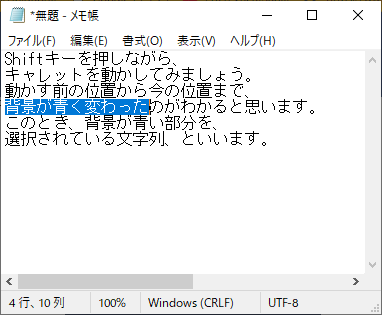 *無題 - メモ帳
ファイル(F) 編集(E) 書式(O) 表示(V) ヘルプ(H)
Shiftキーを押しながら、
キャレットを動かしてみましょう。
動かす前の位置から今の位置まで、
背景が青く変わったのがわかると思います。
このとき、背景が青い部分を、
選択されている文字列、といいます。
4 行、10 列 100% Windows (CRLF) UTF-8